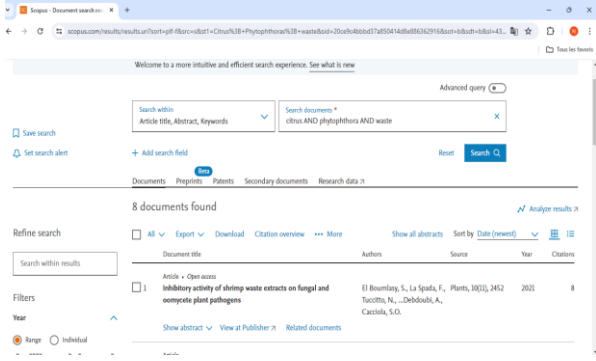 Scopus - Document search res
scopus.com/results/results.uri?sort=plf-f&src=s&st1=Citrus%3B+Phytophthoras%3B+waste&sid=20ce9c4bbbd37a850414d8e886362916&sot=b&sdt=b&sl=43...
Tous les favoris
Welcome to a more intuitive and efficient search experience. See what is new
Advanced query
Search within
Article title, Abstract, Keywords
Search documents *
citrus AND phytophthora AND waste
Save search
Set search alert
+ Add search field
Reset Search
Beta
Documents Preprints Patents Secondary documents Research data
8 documents found
Analyze results
Refine search
All Export Download Citation overview ••• More Show all abstracts Sort by Date (newest)
Search within results
Document title Authors Source Year Citations
Article • Open access
1 Inhibitory activity of shrimp waste extracts on fungal and oomycete plant pathogens
El Boumlasy, S., La Spada, F., Tuccitto, N., ...Debdoubi, A., Cacciola, S.O.
Plants, 10(11), 2452 2021 8
Show abstract View at Publisher Related documents
Filters
Year
Range Individual
Article